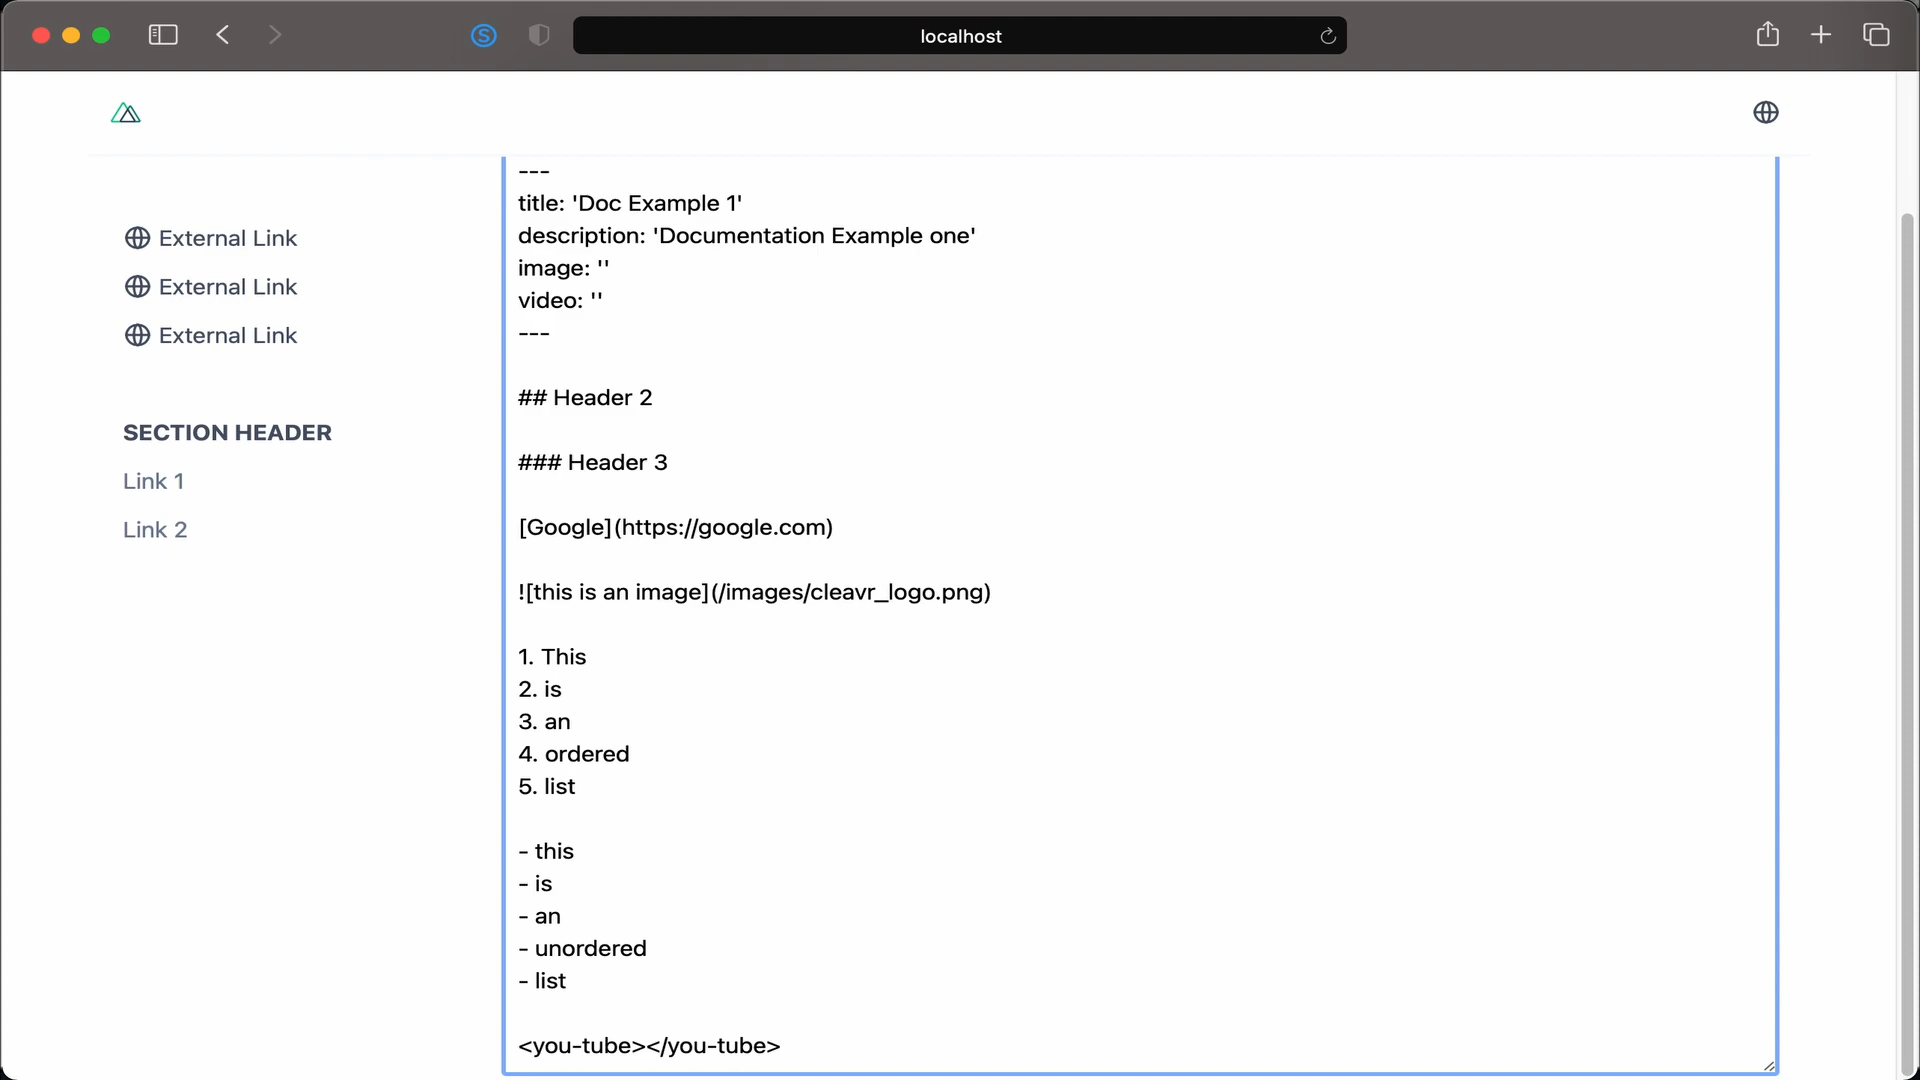 localhost
External Link
External Link
External Link
SECTION HEADER
Link 1
Link 2
---
title: 'Doc Example 1'
description: 'Documentation Example one'
image: ''
video: ''
---
## Header 2
### Header 3
[Google](https://google.com)
![this is an image](/images/cleavr_logo.png)
1. This
2. is
3. an
4. ordered
5. list
- this
- is
- an
- unordered
- list
<you-tube></you-tube>